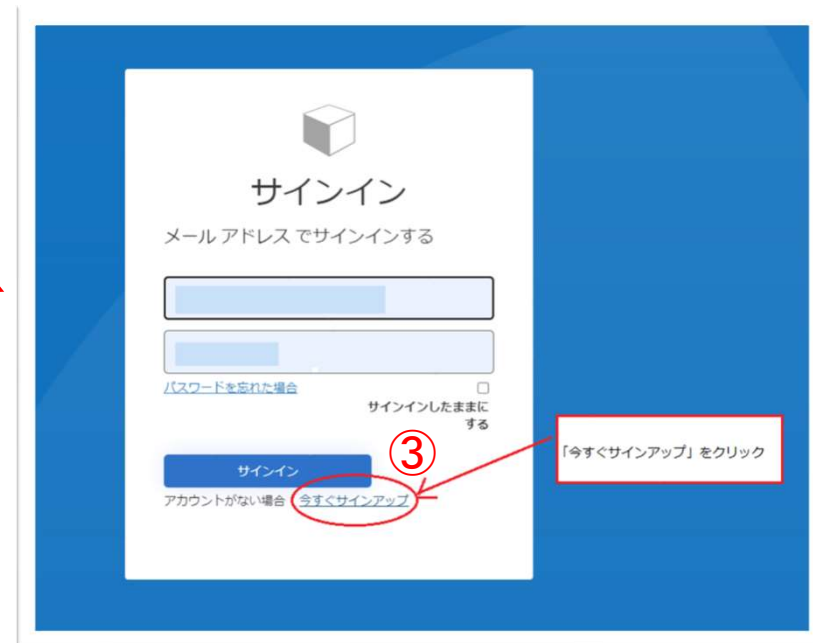 サインイン
メール アドレス でサインインする
パスワードを忘れた場合
サインインしたままに
する
③
「今すぐサインアップ」をクリック
サインイン
アカウントがない場合 今すぐサインアップ